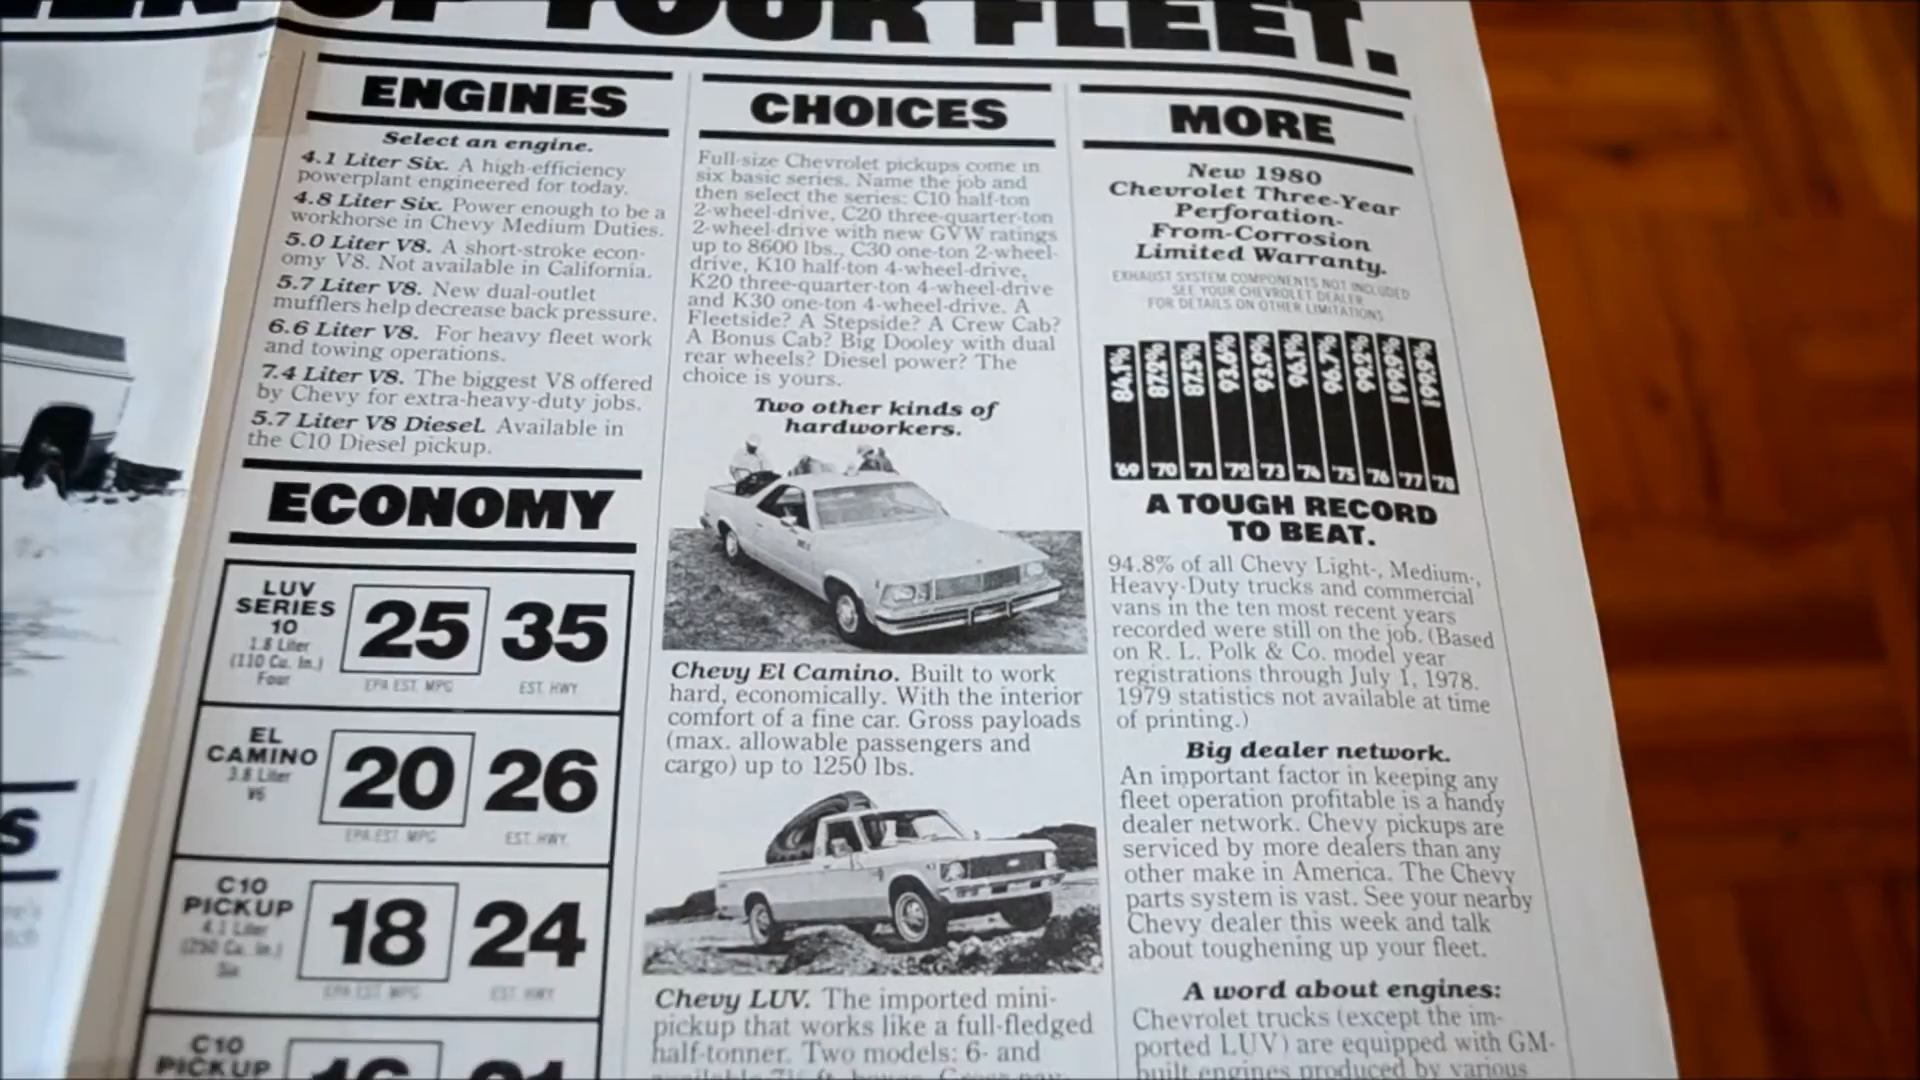 YOUR FLEET.
ENGINES
Select an engine.
4.1 Liter Six. A high-efficiency
powerplant engineered for today.
4.8 Liter Six. Power enough to be a
workhorse in Chevy Medium Duties.
5.0 Liter V8. A short-stroke econ-
omy V8. Not available in California.
5.7 Liter V8. New dual-outlet
mufflers help decrease back pressure.
6.6 Liter V8. For heavy fleet work
and towing operations.
7.4 Liter V8. The biggest V8 offered
by Chevy for extra-heavy-duty jobs.
5.7 Liter V8 Diesel. Available in
the C10 Diesel pickup.
ECONOMY
LUV
SERIES
10
1.8 Liter
(110 Cu. In.)
Four
25
35
EPA EST. MPG
EST. HWY
EL
CAMINO
3.8 Liter
V6
20
26
EPA EST. MPG
EST. HWY.
C10
PICKUP
4.1 Liter
(250 Cu. In.)
Six
18
24
EPA EST. MPG
EST. HWY
C10
PICKUP
CHOICES
Full-size Chevrolet pickups come in
six basic series. Name the job and
then select the series: C10 half-ton
2-wheel-drive, C20 three-quarter-ton
2-wheel-drive with new GVW ratings
up to 8600 lbs., C30 one-ton 2-wheel-
drive, K10 half-ton 4-wheel-drive,
K20 three-quarter-ton 4-wheel-drive
and K30 one-ton 4-wheel-drive. A
Fleetside? A Stepside? A Crew Cab?
A Bonus Cab? Big Dooley with dual
rear wheels? Diesel power? The
choice is yours.
Two other kinds of
hardworkers.
Chevy El Camino. Built to work
hard, economically. With the interior
comfort of a fine car. Gross payloads
(max. allowable passengers and
cargo) up to 1250 lbs.
Chevy LUV. The imported mini-
pickup that works like a full-fledged
half-tonner. Two models: 6- and
MORE
New 1980
Chevrolet Three-Year
Perforation-
From-Corrosion
Limited Warranty.
EXHAUST SYSTEM COMPONENTS NOT INCLUDED
SEE YOUR CHEVROLET DEALER
FOR DETAILS ON OTHER LIMITATIONS
84.1% 87.2% 87.5% 93.6% 93.9% 96.1% 96.7% 99.2% 99.9% 99.9%
'69 '70 '71 '72 '73 '74 '75 '76 '77 '78
A TOUGH RECORD
TO BEAT.
94.8% of all Chevy Light-, Medium-,
Heavy-Duty trucks and commercial
vans in the ten most recent years
recorded were still on the job. (Based
on R. L. Polk & Co. model year
registrations through July 1, 1978.
1979 statistics not available at time
of printing.)
Big dealer network.
An important factor in keeping any
fleet operation profitable is a handy
dealer network. Chevy pickups are
serviced by more dealers than any
other make in America. The Chevy
parts system is vast. See your nearby
Chevy dealer this week and talk
about toughening up your fleet.
A word about engines:
Chevrolet trucks (except the im-
ported LUV) are equipped with GM-
built engines produced by various